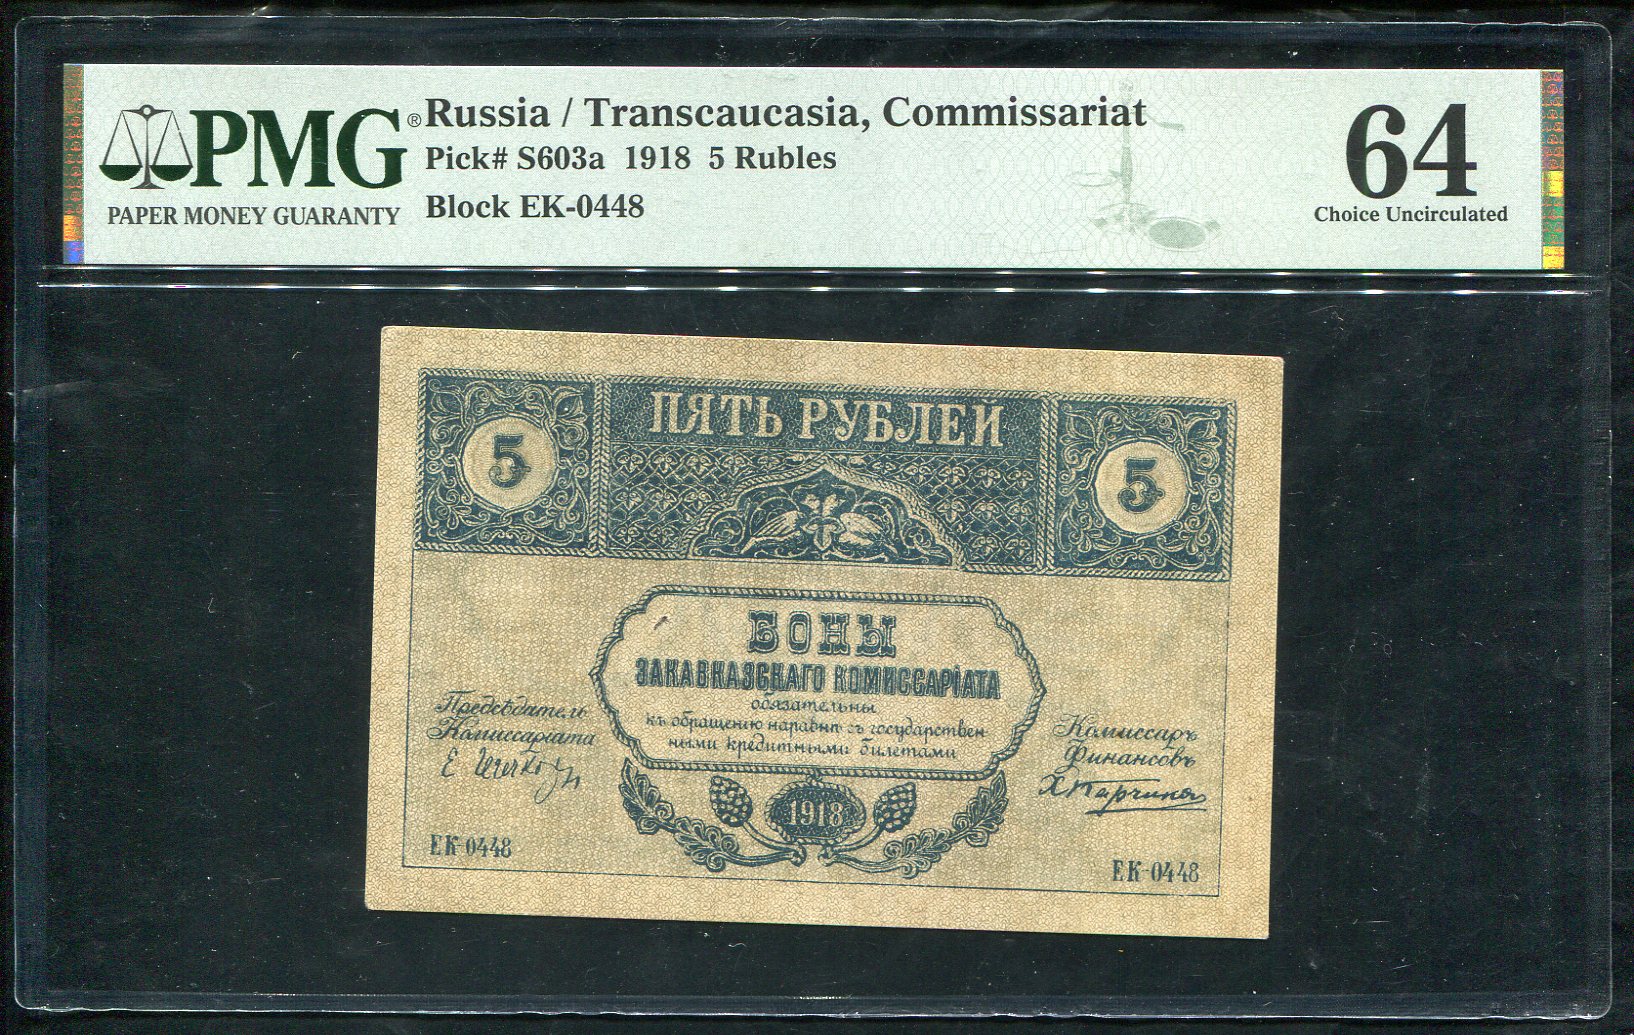 PMG®
PAPER MONEY GUARANTY
Russia / Transcaucasia, Commissariat
Pick# S603a 1918 5 Rubles
Block EK-0448
64
Choice Uncirculated
ПЯТЬ РУБЛЕЙ
5
5
БОНЫ
ЗАКАВКАЗСКАГО КОМИССАРІАТА
обязательны
къ обращенію наравнѣ съ государствен
ными кредитными билетами
Предсѣдатель
Комиссаріата
Комиссаръ
Финансовъ
1918
ЕК-0448
ЕК-0448